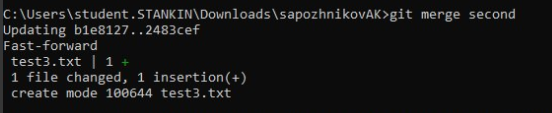 C:\Users\student.STANKIN\Downloads\sapozhnikovAK>git merge second
Updating b1e8127..2483cef
Fast-forward
 test3.txt | 1 +
 1 file changed, 1 insertion(+)
 create mode 100644 test3.txt